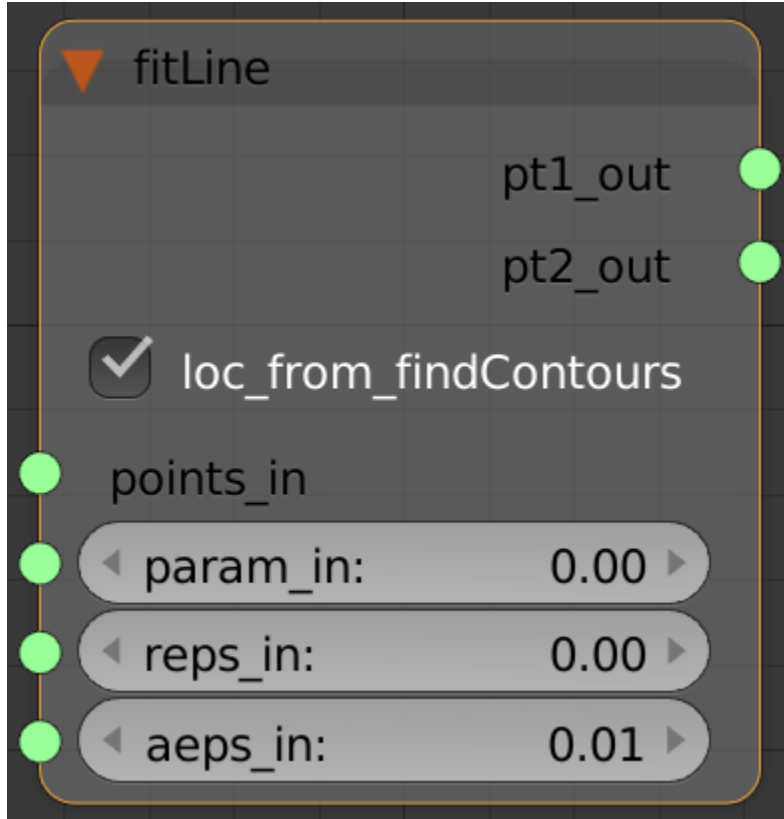 fitLine
pt1_out
pt2_out
loc_from_findContours
points_in
param_in: 0.00
reps_in: 0.00
aeps_in: 0.01